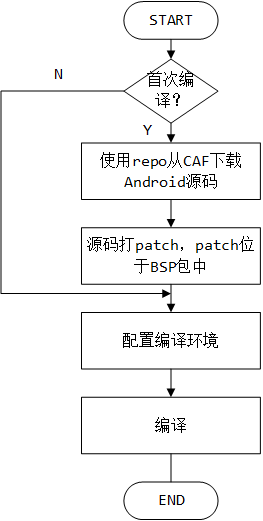 START
N
首次编
译？
Y
使用repo从CAF下载
Android源码
源码打patch，patch位
于BSP包中
配置编译环境
编译
END